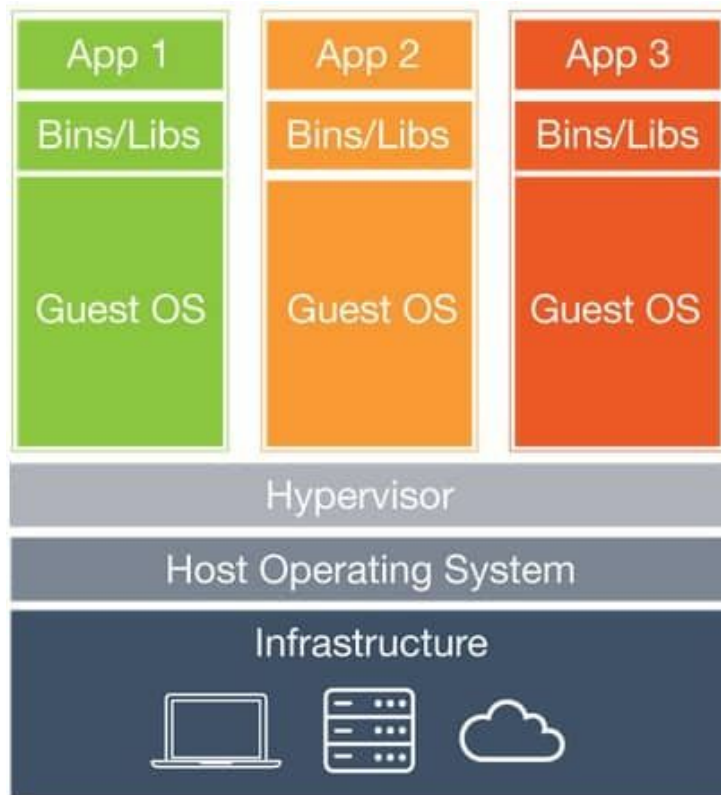 App 1
App 2
App 3
Bins/Libs
Bins/Libs
Bins/Libs
Guest OS
Guest OS
Guest OS
Hypervisor
Host Operating System
Infrastructure